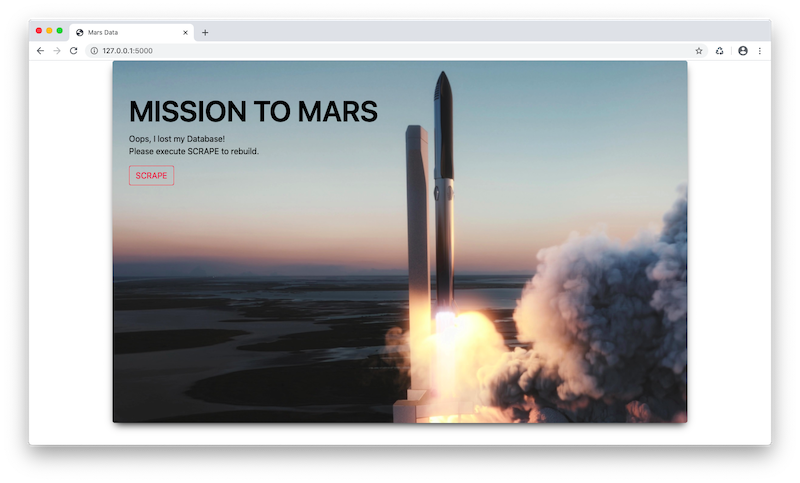 Mars Data
127.0.0.1:5000
MISSION TO MARS
Oops, I lost my Database!
Please execute SCRAPE to rebuild.
SCRAPE